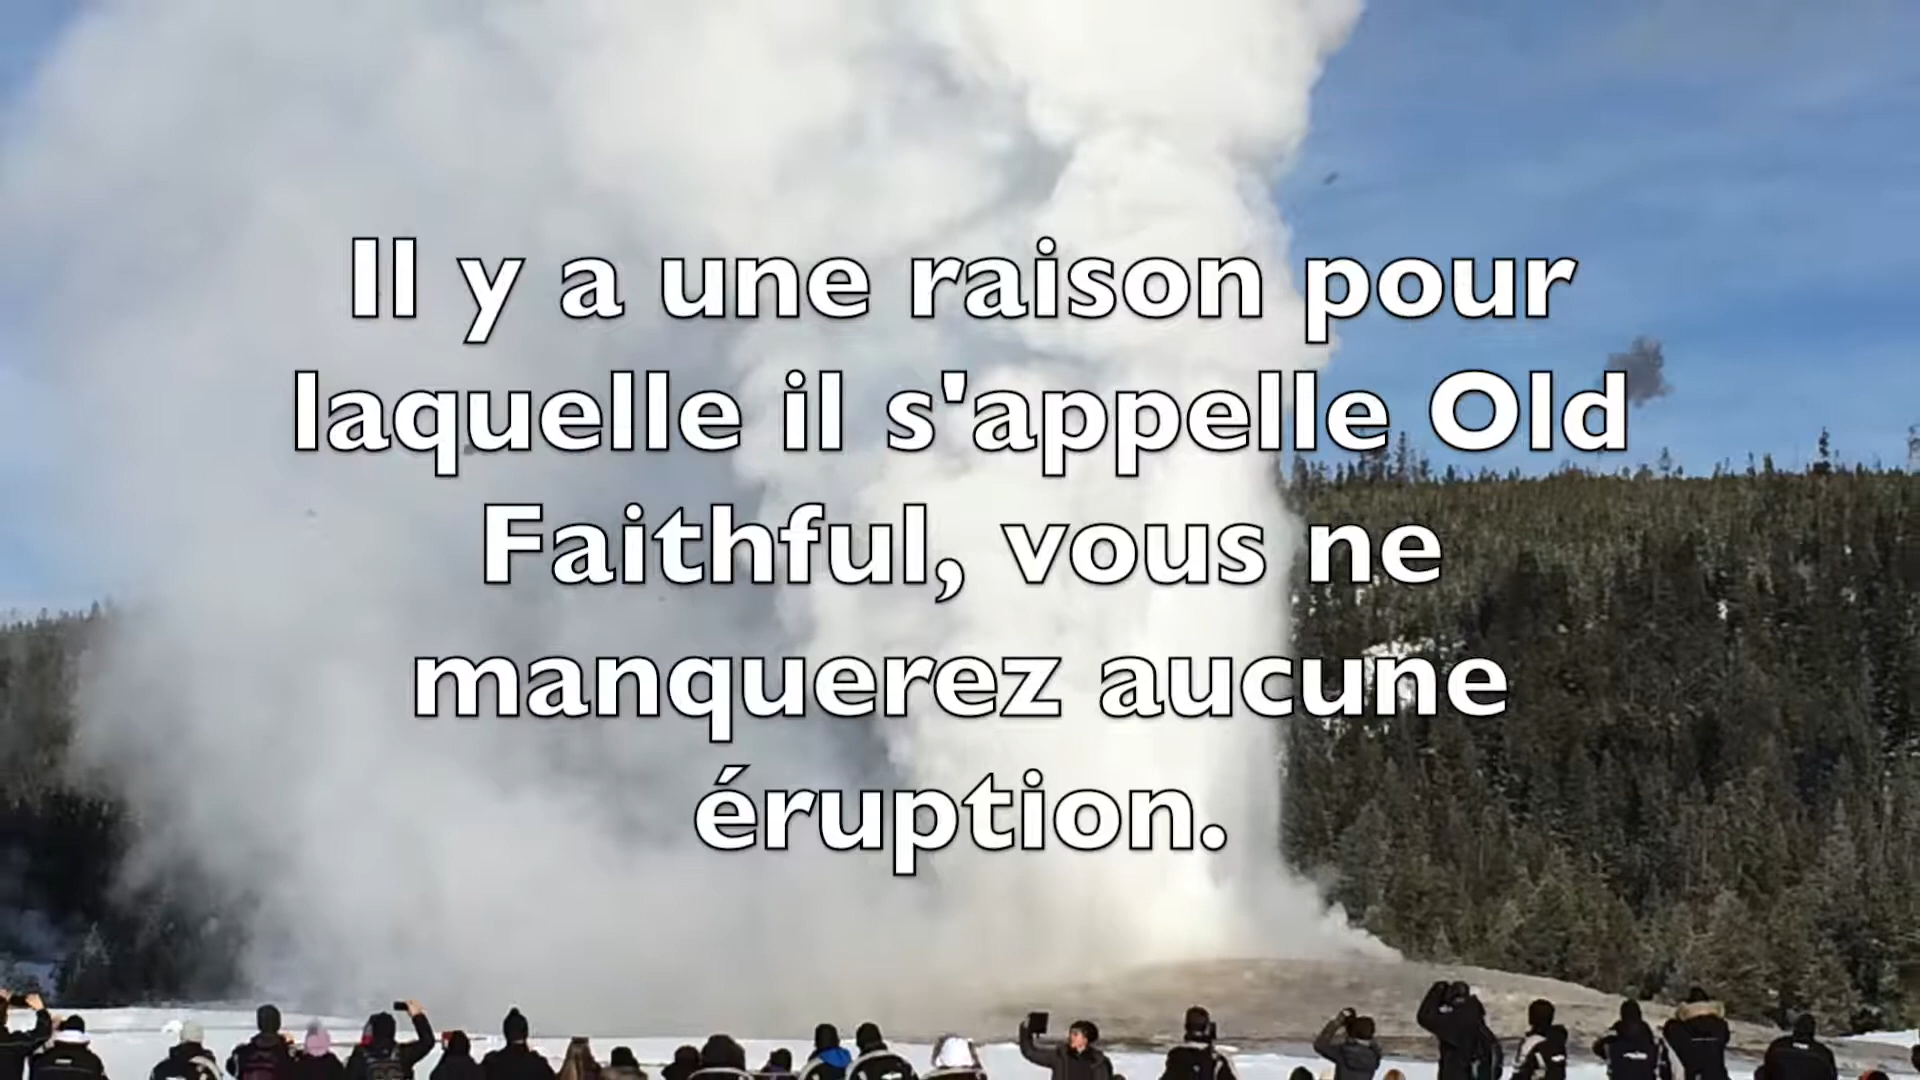 Il y a une raison pour
laquelle il s'appelle Old
Faithful, vous ne
manquerez aucune
éruption.